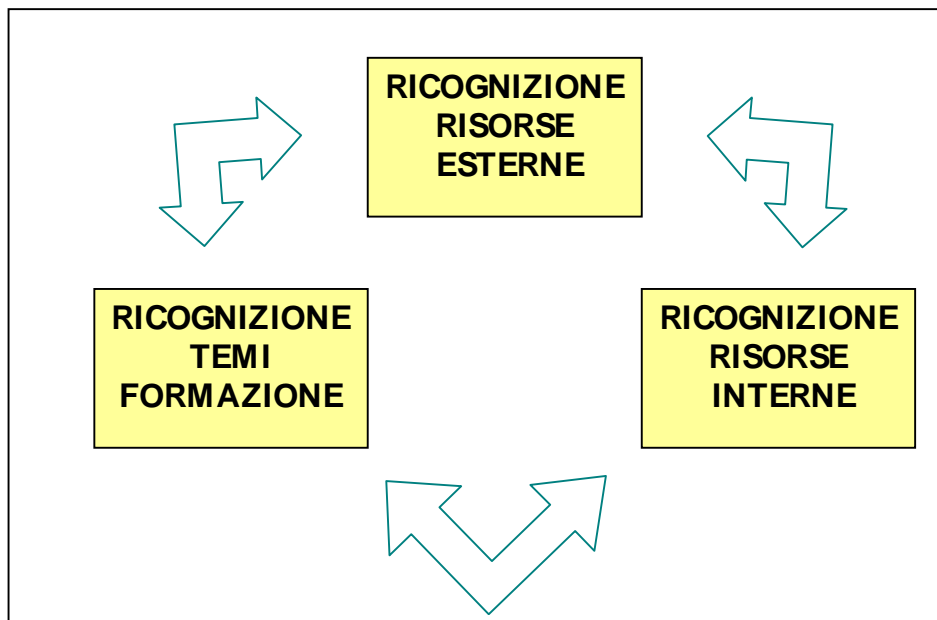 RICOGNIZIONE
RISORSE
ESTERNE
RICOGNIZIONE
TEMI
FORMAZIONE
RICOGNIZIONE
RISORSE
INTERNE